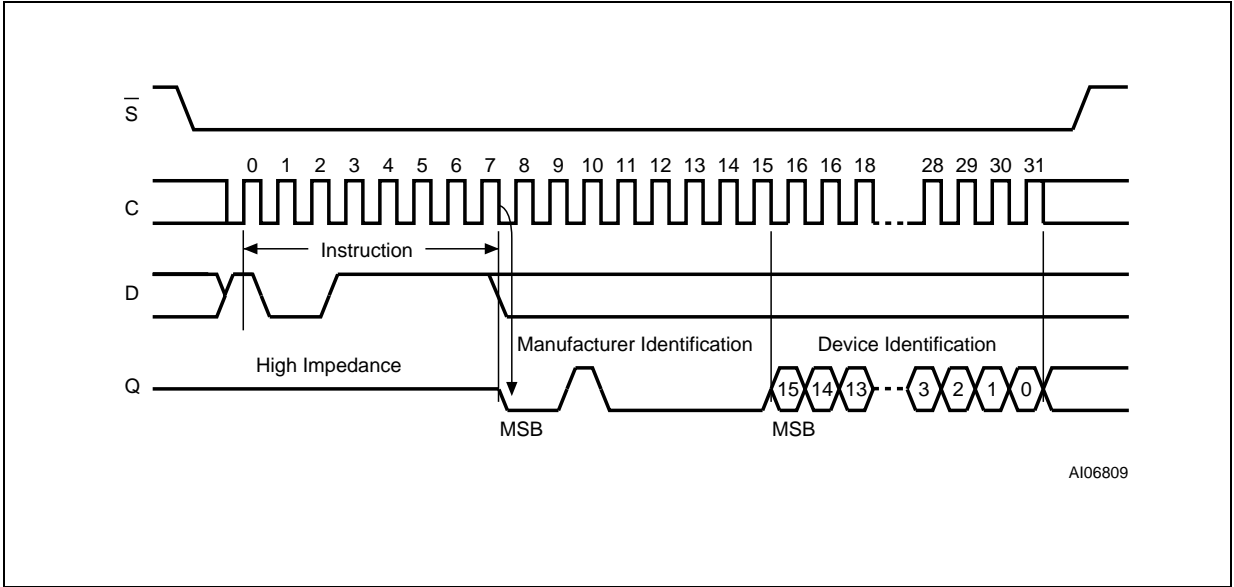 S
0 1 2 3 4 5 6 7 8 9 10 11 12 13 14 15 16 16 18 28 29 30 31
C
Instruction
D
Manufacturer Identification Device Identification
High Impedance
Q 15 14 13 3 2 1 0
MSB MSB
AI06809